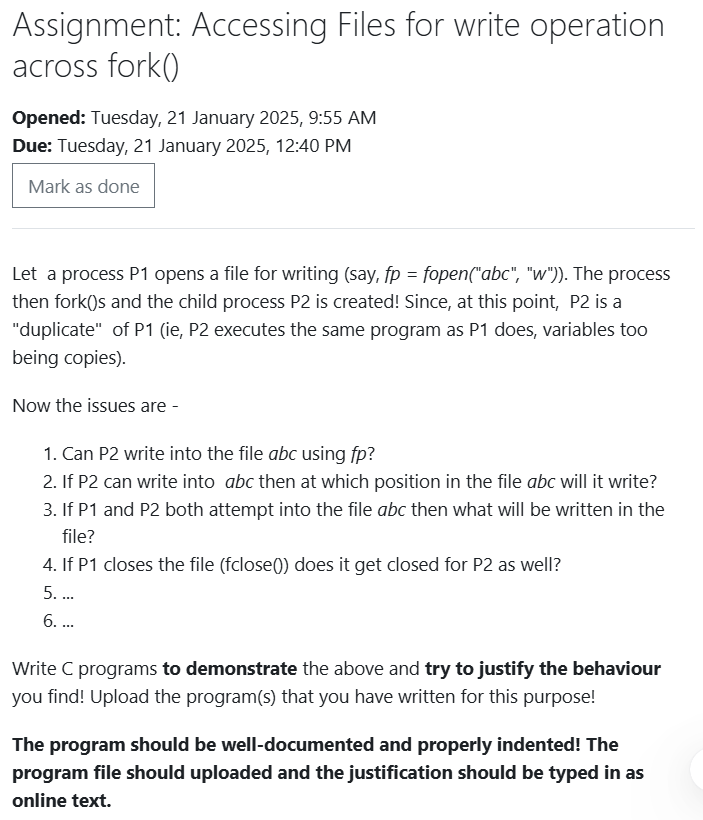 Assignment: Accessing Files for write operation
across fork()
Opened: Tuesday, 21 January 2025, 9:55 AM
Due: Tuesday, 21 January 2025, 12:40 PM
Mark as done
Let  a process P1 opens a file for writing (say, fp = fopen("abc", "w")). The process
then fork()s and the child process P2 is created! Since, at this point,  P2 is a
"duplicate"  of P1 (ie, P2 executes the same program as P1 does, variables too
being copies).
Now the issues are -
1. Can P2 write into the file abc using fp?
2. If P2 can write into  abc then at which position in the file abc will it write?
3. If P1 and P2 both attempt into the file abc then what will be written in the
file?
4. If P1 closes the file (fclose()) does it get closed for P2 as well?
5. ...
6. ...
Write C programs to demonstrate the above and try to justify the behaviour
you find! Upload the program(s) that you have written for this purpose!
The program should be well-documented and properly indented! The
program file should uploaded and the justification should be typed in as
online text.